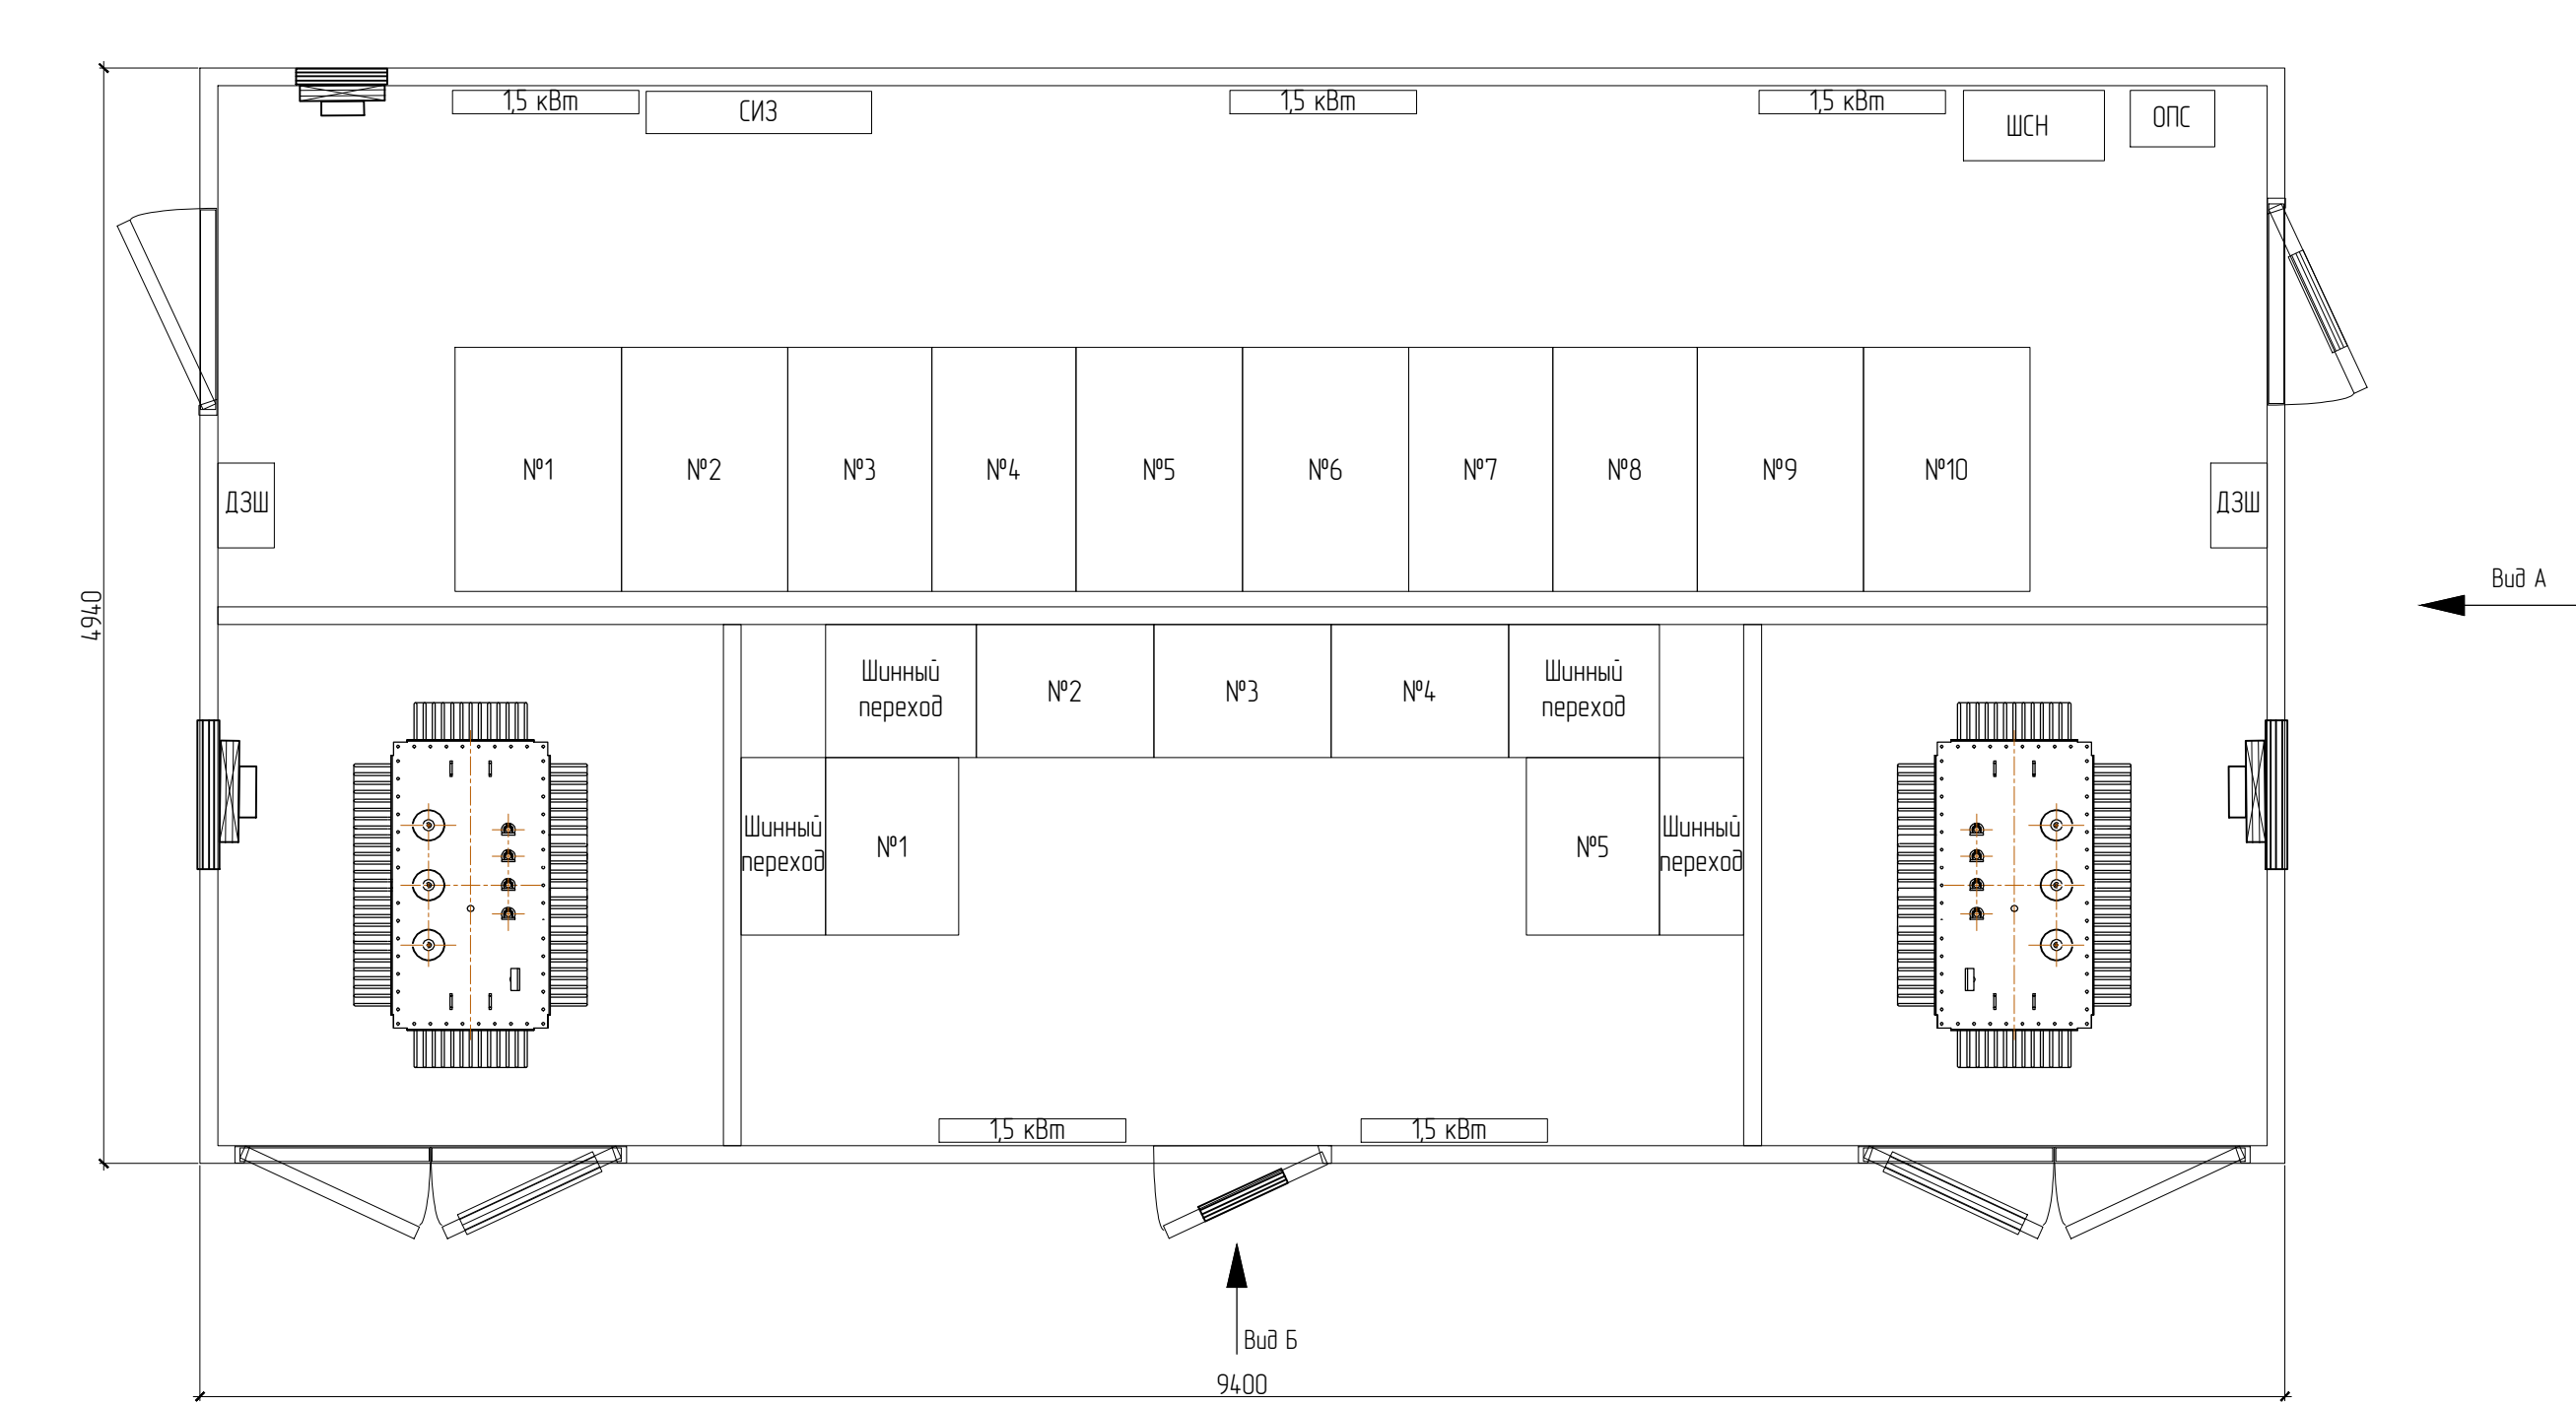 1,5 кВт
СИЗ
1,5 кВт
1,5 кВт
ШСН
ОПС
№1
№2
№3
№4
№5
№6
№7
№8
№9
№10
ДЗШ
ДЗШ
Вид А
4940
Шинный
переход
№2
№3
№4
Шинный
переход
Шинный
переход
№1
№5
Шинный
переход
1,5 кВт
1,5 кВт
Вид Б
9400